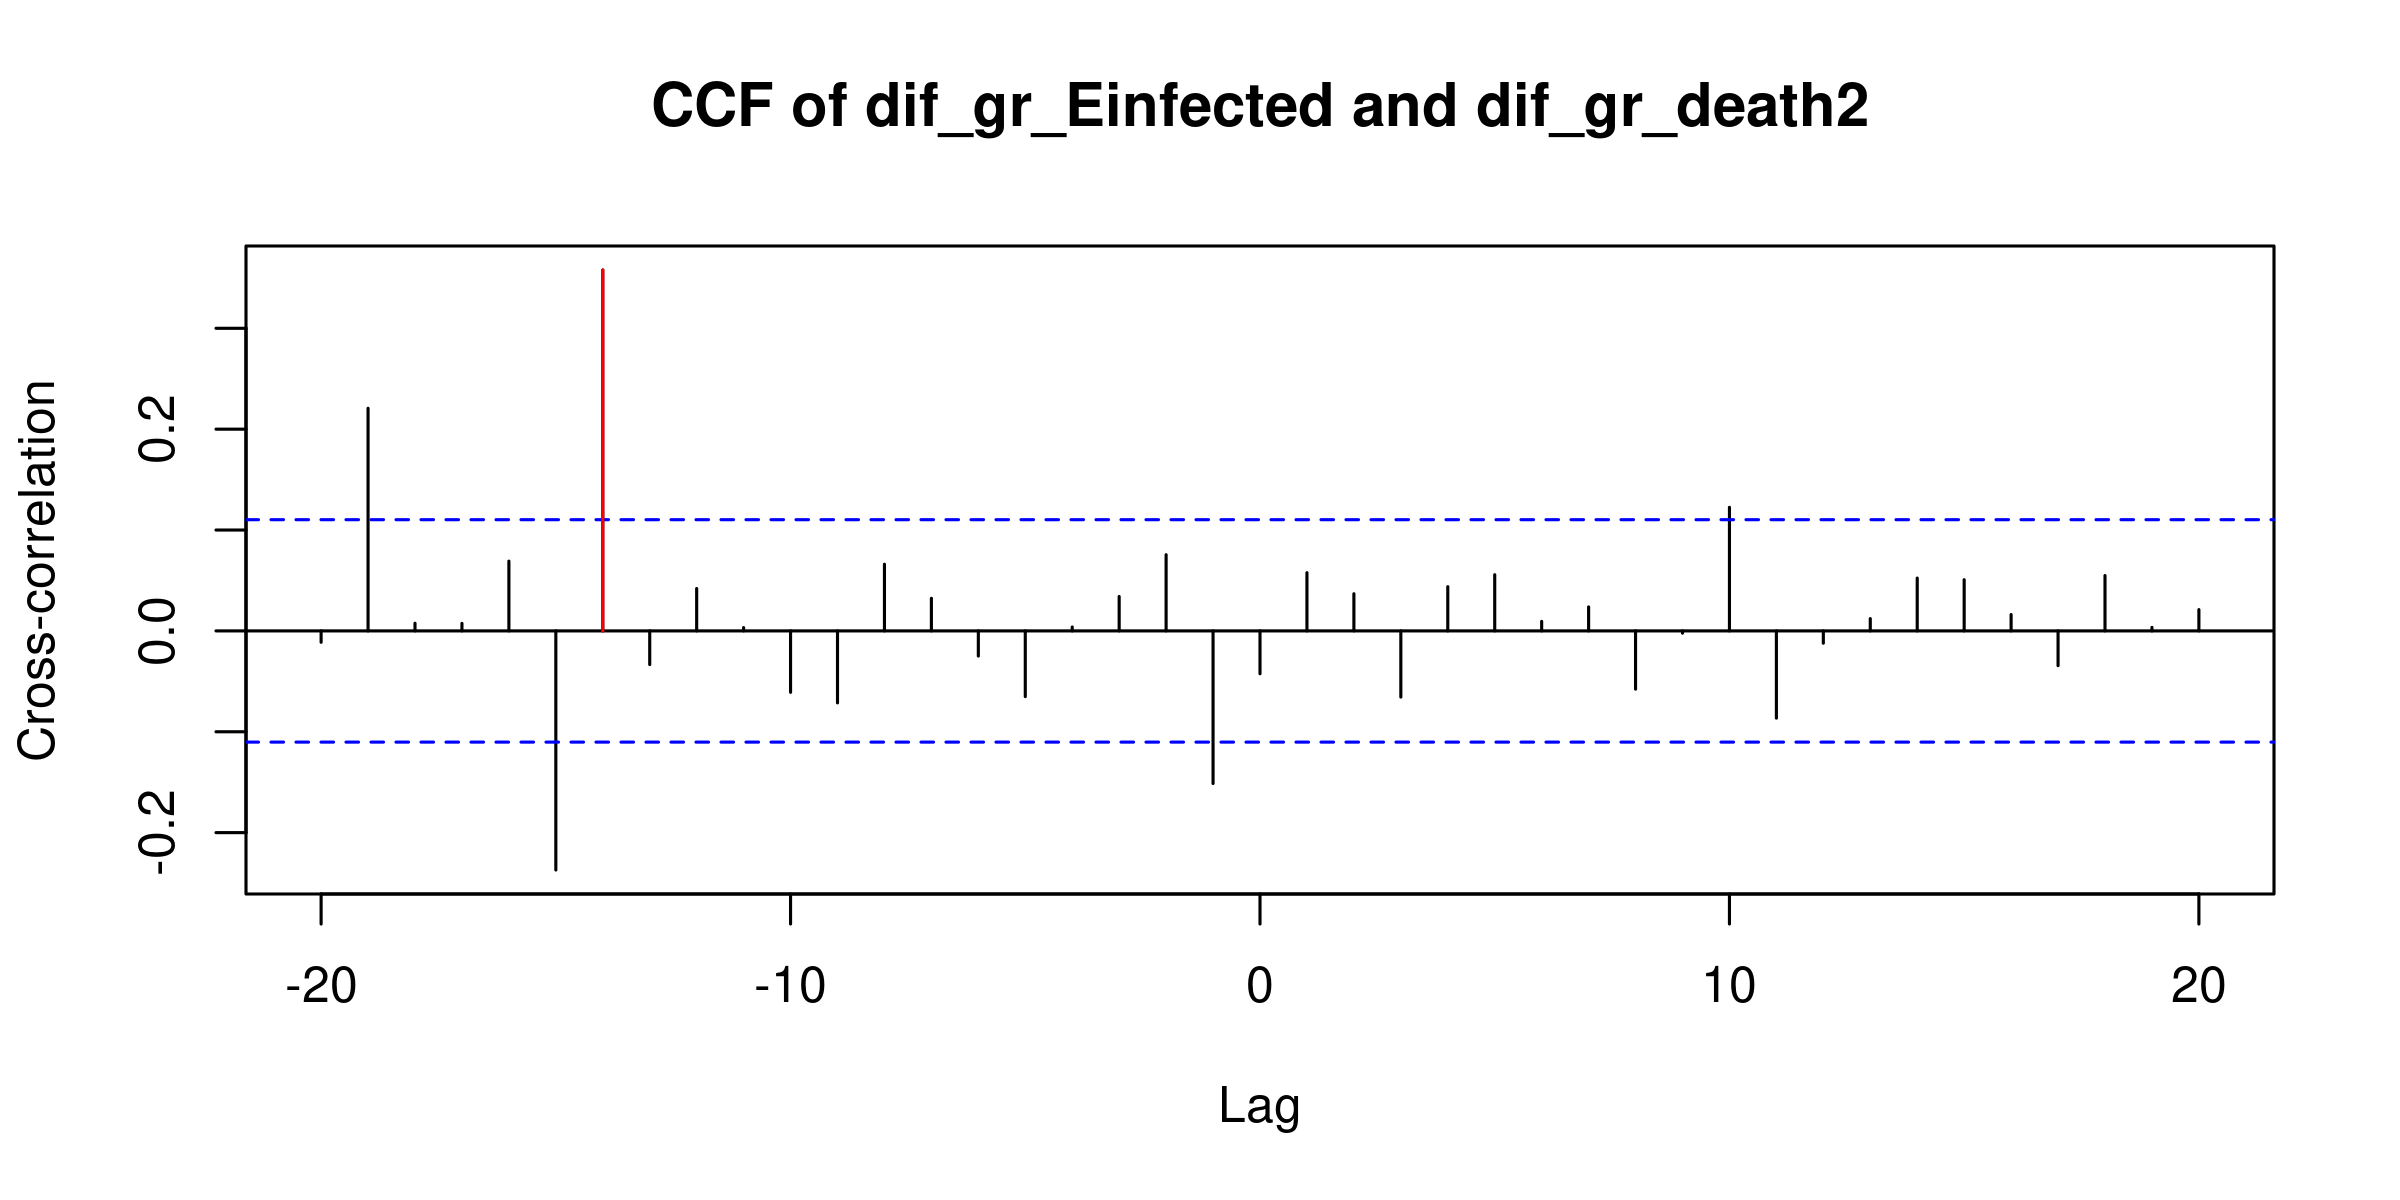 CCF of dif_gr_Einfected and dif_gr_death2
Cross-correlation
0.2
0.0
-0.2
-20 -10 0 10 20
Lag